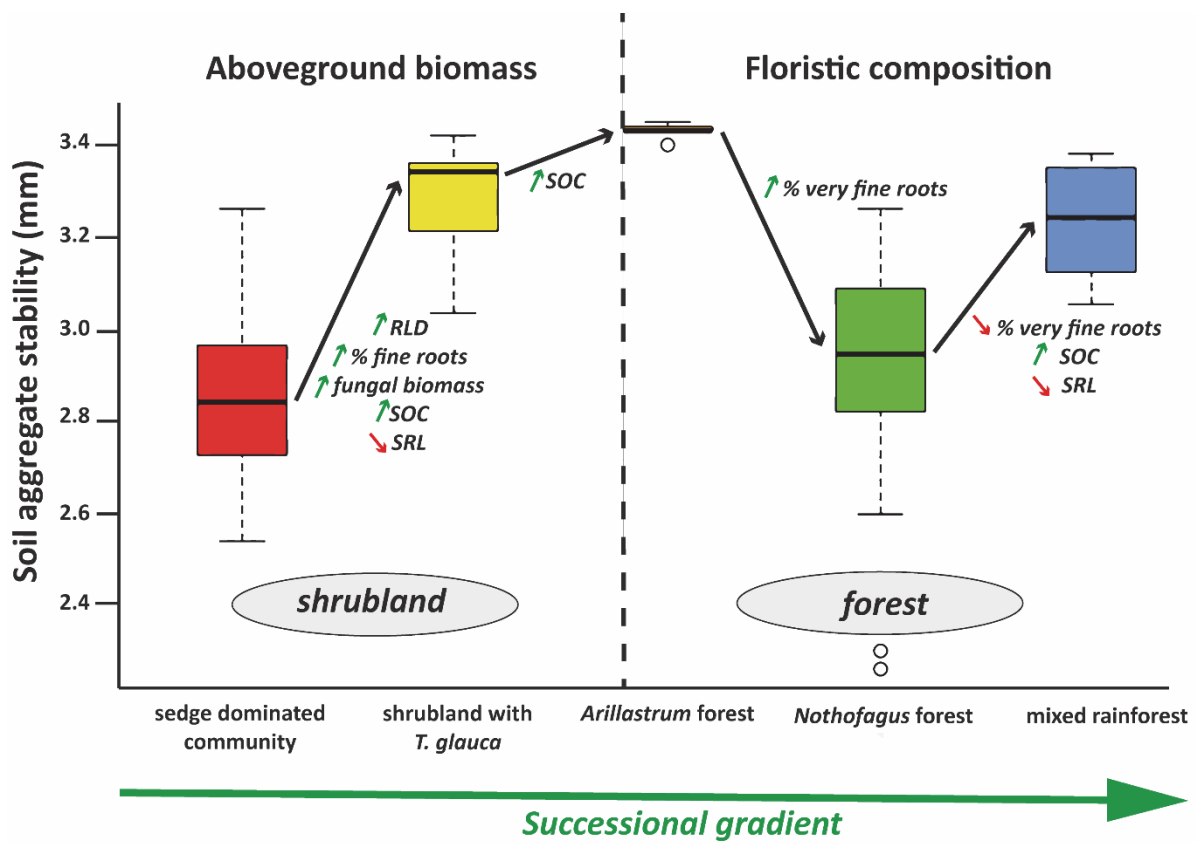 Aboveground biomass
Floristic composition
Soil aggregate stability (mm)
3.4
3.2
3.0
2.8
2.6
2.4
RLD
% fine roots
fungal biomass
SOC
SRL
SOC
% very fine roots
% very fine roots
SOC
SRL
shrubland
forest
sedge dominated
community
shrubland with
T. glauca
Arillastrum forest
Nothofagus forest
mixed rainforest
Successional gradient